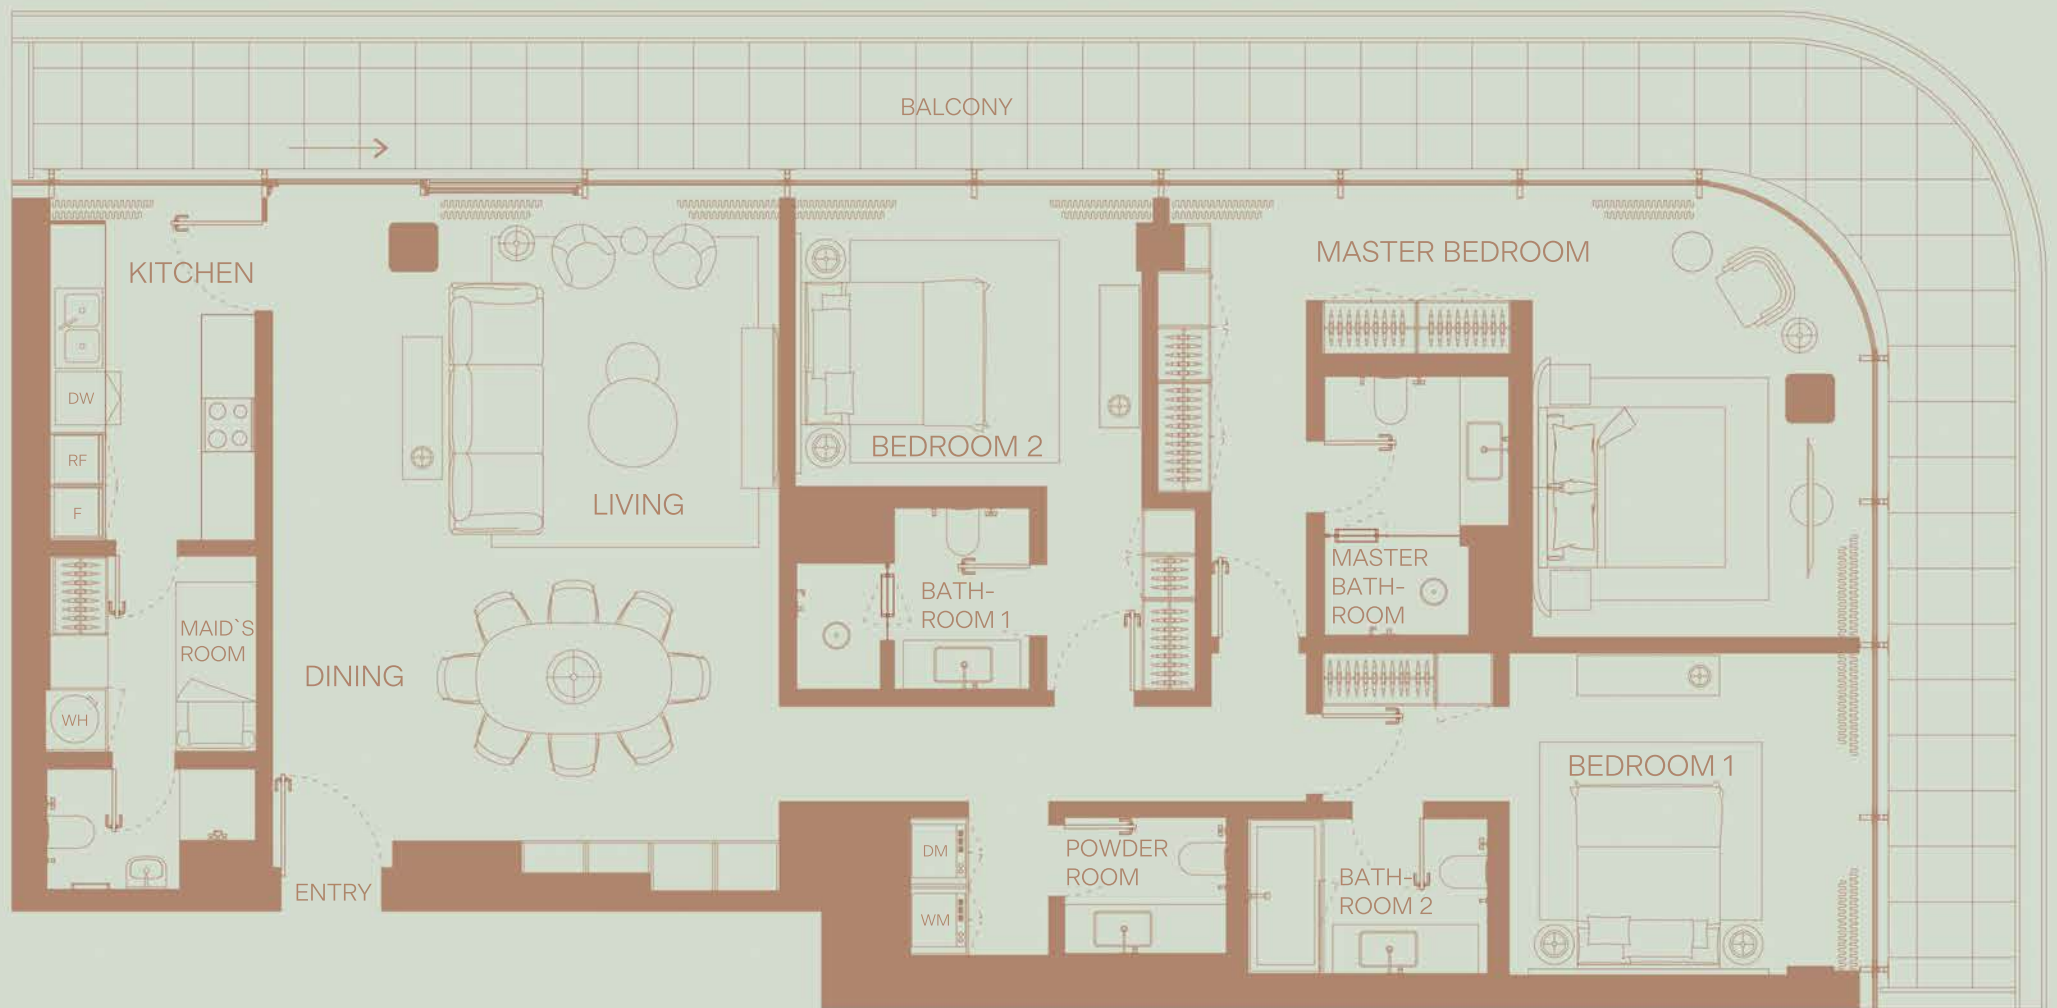 BALCONY
KITCHEN
MASTER BEDROOM
DW
BEDROOM 2
RF
LIVING
F
MASTER
BATH-
ROOM
BATH-
ROOM 1
MAID`S
ROOM
DINING
WH
BEDROOM 1
DM
POWDER
ROOM
BATH-
ROOM 2
ENTRY
WM